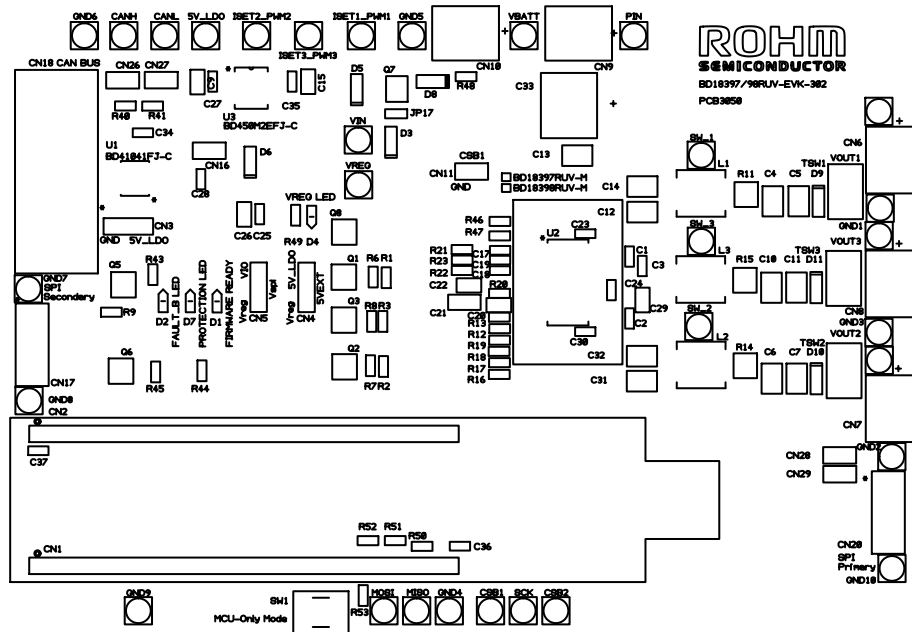 GND6 CANH CANL 5V_LDO ISET2_PWM2 ISET3_PWM3 ISET1_PWM1 GND5 VBATT PIN
ROHM
SEMICONDUCTOR
BD18397/98RUV-EVK-302
PCB3050
CN18 CAN BUS
CN26 CN27
C27 C9
U3
BD450M2EFJ-C
C35 C15
D5 Q7 D8 R48
CN10 CN9
C33
JP17
R40 R41
C34
U1
BD41041FJ-C
CN16
D6
VIN
D3
C28
VREG
CSB1
CN11
GND
BD18397RUV-M
BD18398RUV-M
C13
C14
C12
SW_1
L1
R11 C4 C5
TSW1
D9
VOUT1
CN6
GND1
CN3
GND 5V_LDO
VREG LED
C26 C25 R49 D4
Q8
R46
R47
C23
U2
SW_3
L3
R15 C10 C11
TSW3
D11
VOUT3
CN8
GND3
GND7
SPI
Secondary
Q5
R43
R9
D2 D7 D1
FAULT_B LED
PROTECTION LED
FIRMWARE READY
VIO
Vspi
Vreg CN5
5V_LDO
5VEXT
Vreg CN4
Q1
R6 R1
Q3
R8 R3
Q2
R7 R2
R21
R23
R22
C22
C21
C17
C19
C18
R20
C20
R13
R12
R19
R18
R17
R16
C1
C3
C24
C29
C2
C30
C32
C31
SW_2
L2
R14 C6 C7
TSW2
D10
VOUT2
CN7
GND2
CN17
Q6
R45 R44
GND8
CN2
C37
CN28
CN29
CN1
R52 R51
R50
C36
CN20
SPI
Primary
GND10
GND9
SW1
MCU-Only Mode
R53
MOSI MISO GND4 CSB1 SCK CSB2